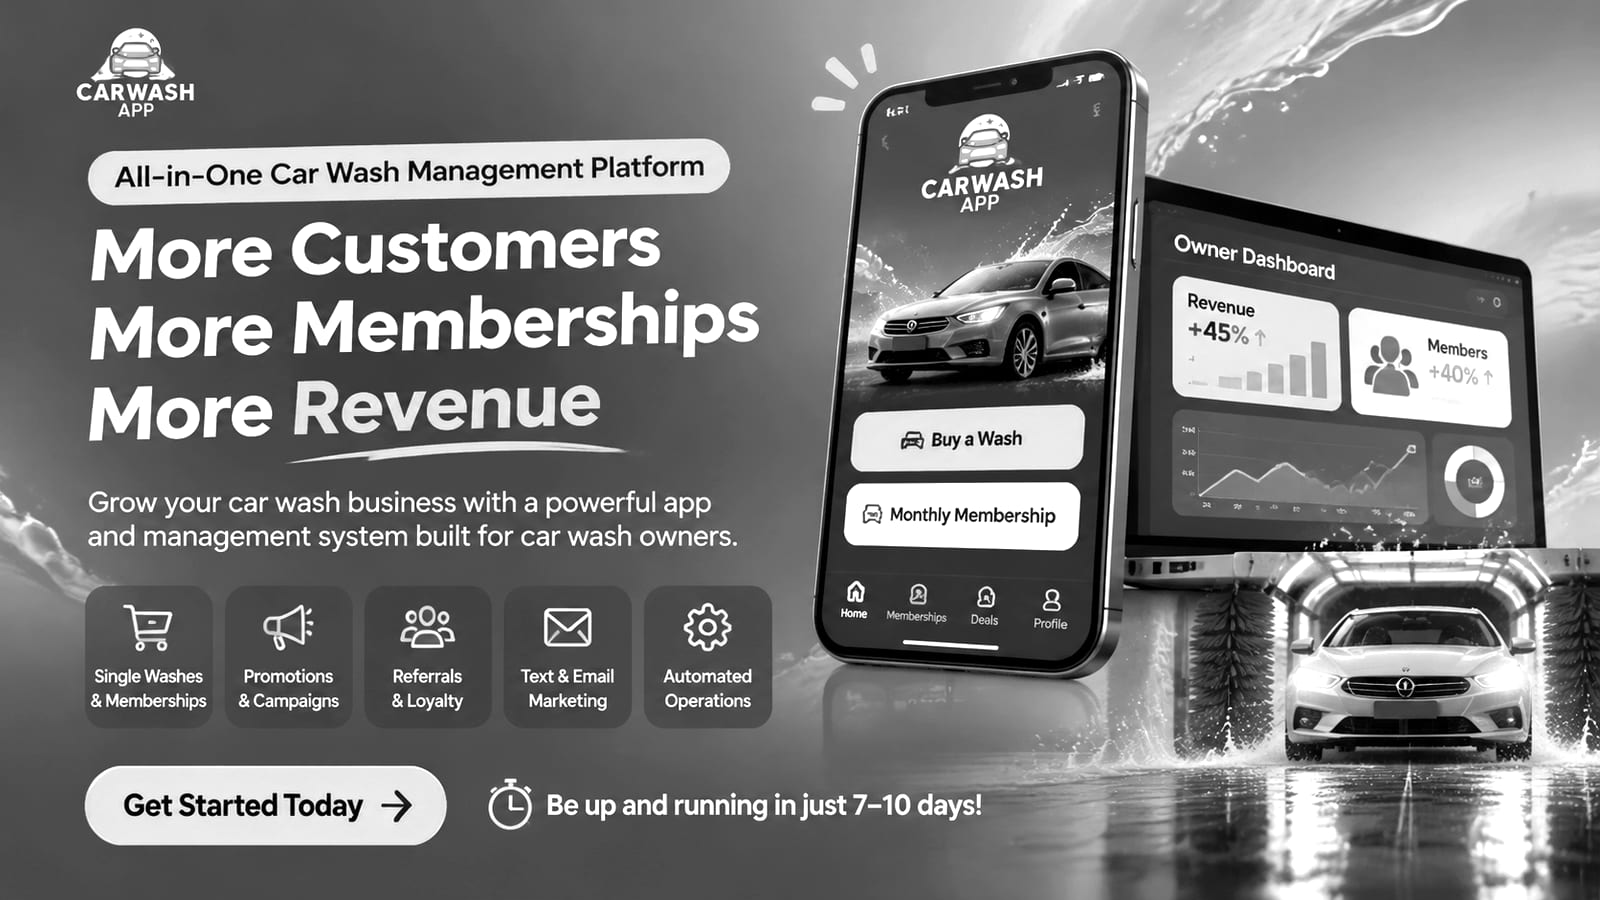 CARWASH
APP
All-in-One Car Wash Management Platform
More Customers
More Memberships
More Revenue
Grow your car wash business with a powerful app
and management system built for car wash owners.
Single Washes
& Memberships
Promotions
& Campaigns
Referrals
& Loyalty
Text & Email
Marketing
Automated
Operations
Get Started Today
Be up and running in just 7–10 days!
CARWASH
APP
Buy a Wash
Monthly Membership
Home
Memberships
Deals
Profile
Owner Dashboard
Revenue
+45% ↑
Members
+40% ↑